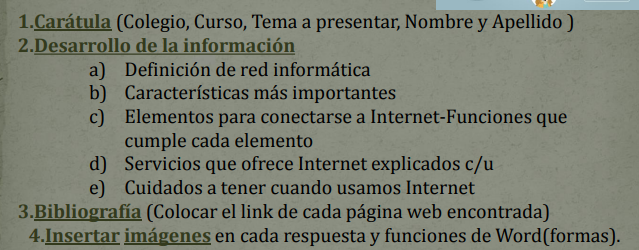 1.Carátula (Colegio, Curso, Tema a presentar, Nombre y Apellido )
2.Desarrollo de la información
a) Definición de red informática
b) Características más importantes
c) Elementos para conectarse a Internet-Funciones que
cumple cada elemento
d) Servicios que ofrece Internet explicados c/u
e) Cuidados a tener cuando usamos Internet
3.Bibliografía (Colocar el link de cada página web encontrada)
4.Insertar imágenes en cada respuesta y funciones de Word(formas).